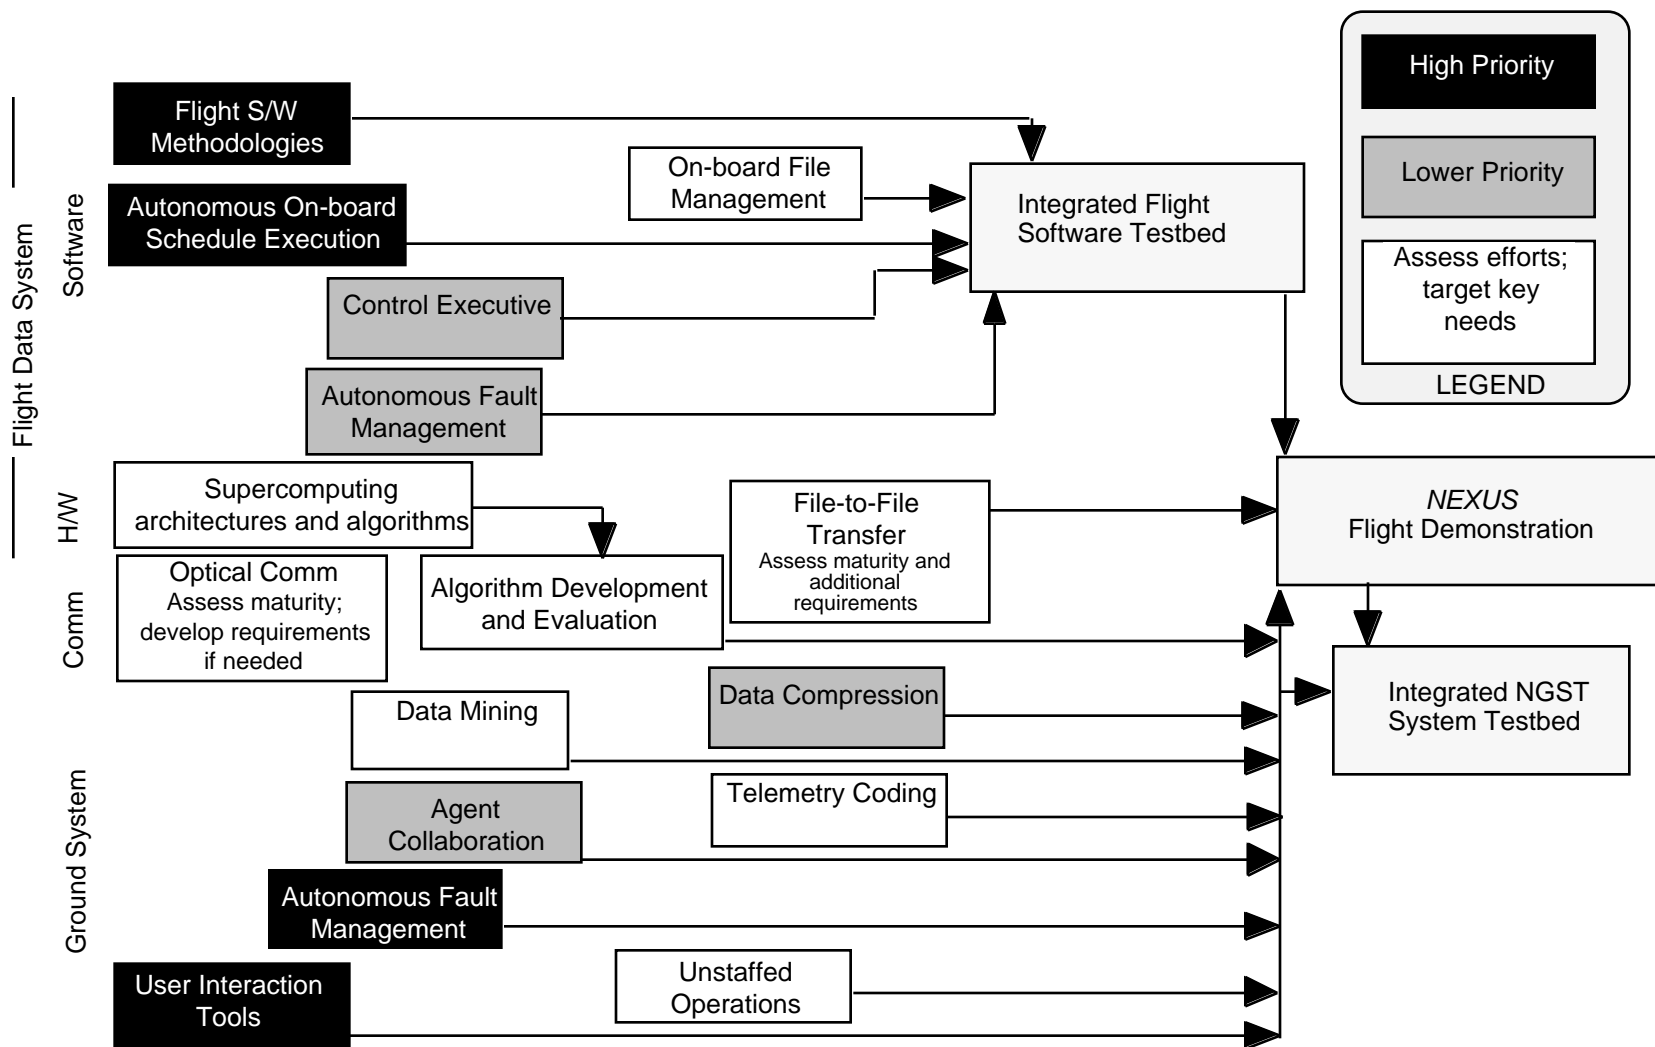 High Priority
Lower Priority
Assess efforts;
target key
needs
LEGEND
Flight Data System
Software
H/W
Comm
Ground System
Flight S/W
Methodologies
On-board File
Management
Autonomous On-board
Schedule Execution
Integrated Flight
Software Testbed
Control Executive
Autonomous Fault
Management
Supercomputing
architectures and algorithms
File-to-File
Transfer
Assess maturity and
additional
requirements
NEXUS
Flight Demonstration
Optical Comm
Assess maturity;
develop requirements
if needed
Algorithm Development
and Evaluation
Data Mining
Data Compression
Integrated NGST
System Testbed
Agent
Collaboration
Telemetry Coding
Autonomous Fault
Management
User Interaction
Tools
Unstaffed
Operations